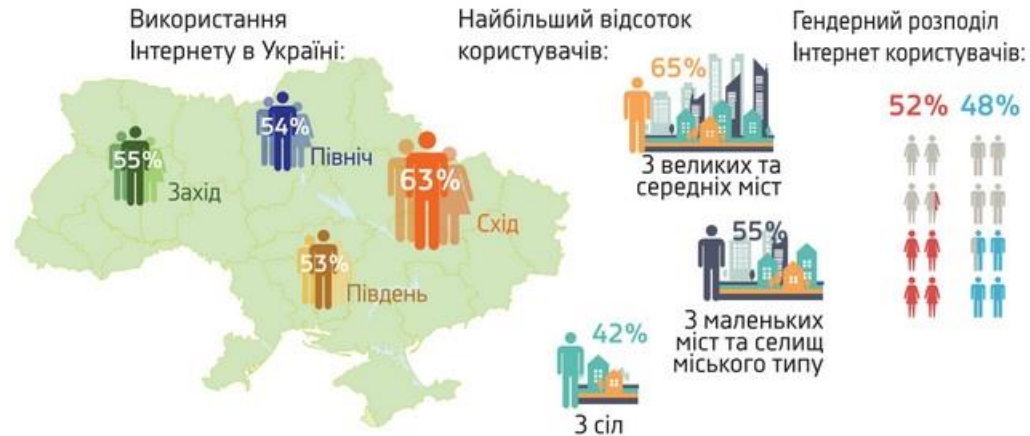 Використання
Інтернету в Україні:
55%
Захід
54%
Північ
63%
Схід
53%
Південь
Найбільший відсоток
користувачів:
65%
З великих та
середніх міст
55%
З маленьких
міст та селищ
міського типу
42%
З сіл
Гендерний розподіл
Інтернет користувачів:
52% 48%